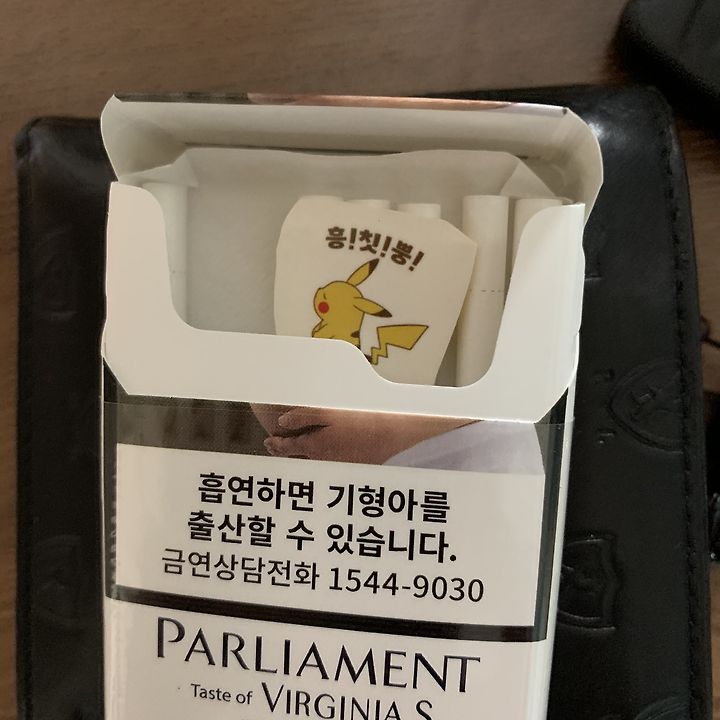 흥!칫!뿡!
흡연하면 기형아를
출산할 수 있습니다.
금연상담전화 1544-9030
PARLIAMENT
Taste of VIRGINIA S